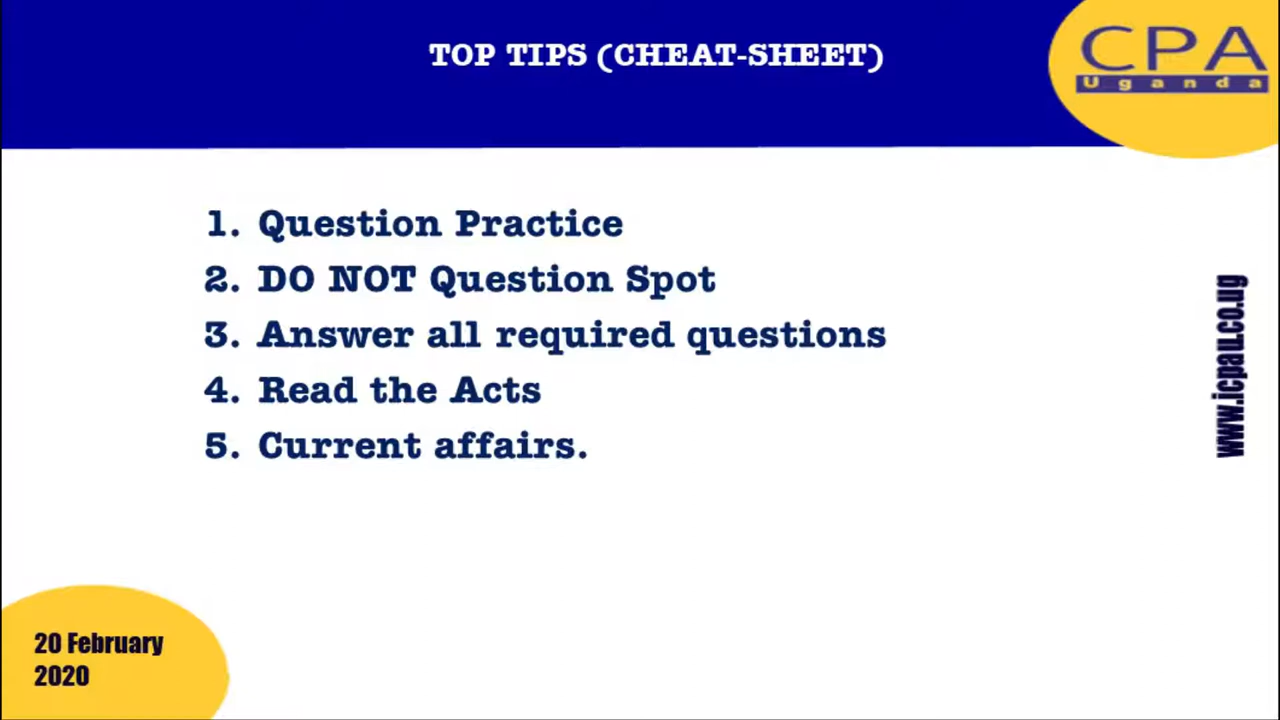 TOP TIPS (CHEAT-SHEET)
CPA
Uganda
1. Question Practice
2. DO NOT Question Spot
3. Answer all required questions
4. Read the Acts
5. Current affairs.
www.icpau.co.ug
20 February
2020